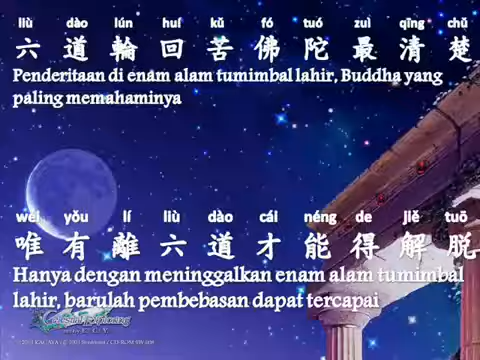 liù dào lún huí kǔ fó tuó zuì qīng chǔ
六道輪回苦佛陀最清楚
Penderitaan di enam alam tumimbal lahir, Buddha yang
paling memahaminya
wéi yǒu lí liù dào cái néng de jiě tuō
唯有離六道才能得解脫
Hanya dengan meninggalkan enam alam tumimbal
lahir, barulah pembebasan dapat tercapai